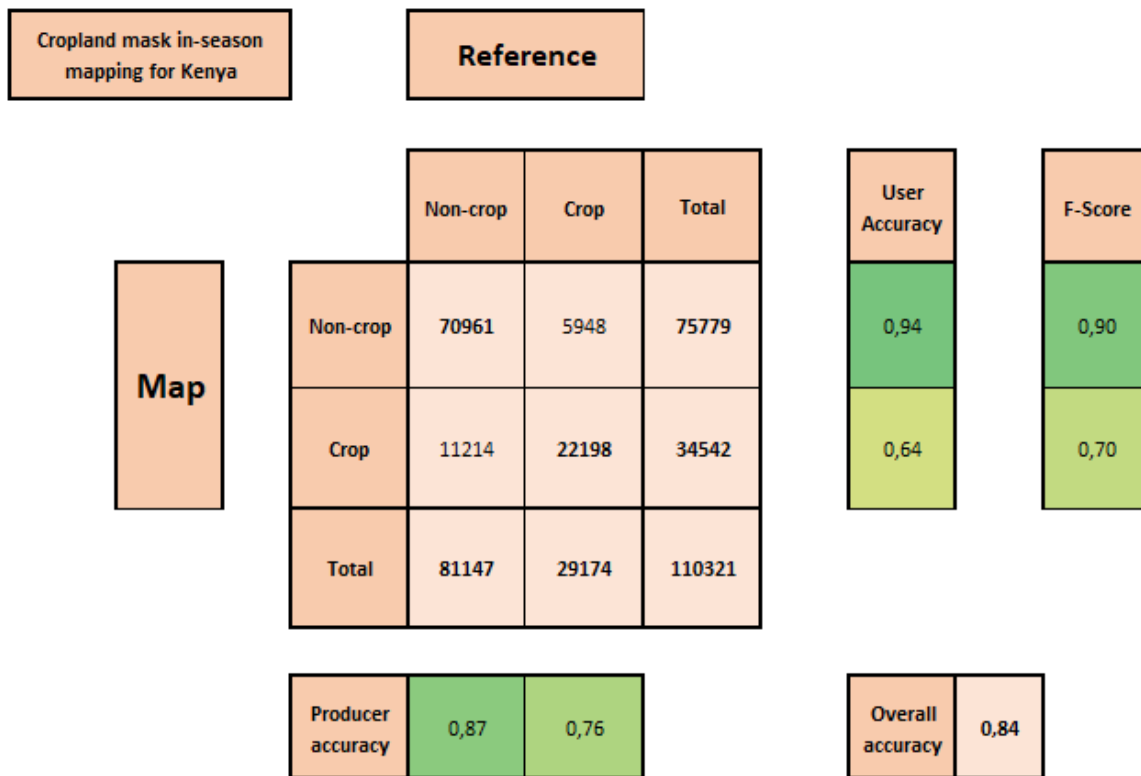 Cropland mask in-season
mapping for Kenya
Reference
Non-crop Crop Total
User
Accuracy
F-Score
Map
Non-crop 70961 5948 75779 0,94 0,90
Crop 11214 22198 34542 0,64 0,70
Total 81147 29174 110321
Producer
accuracy
0,87 0,76
Overall
accuracy
0,84